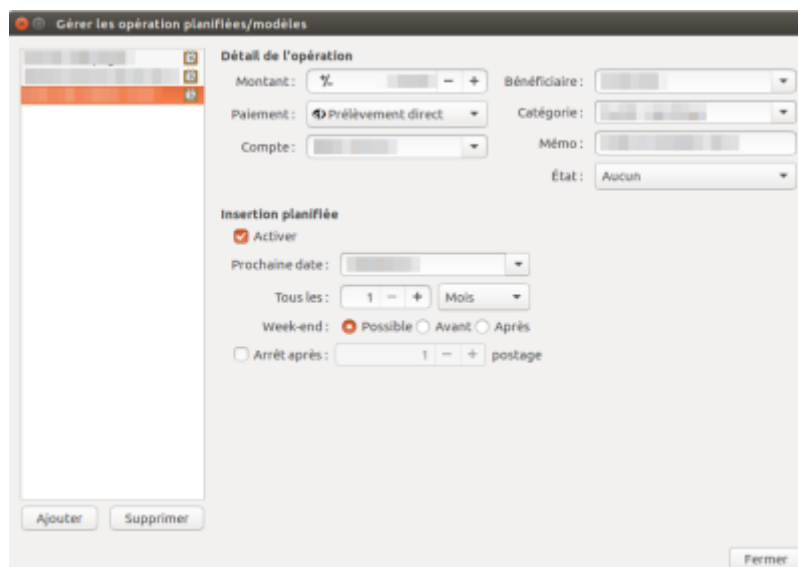 Gérer les opération planifiées/modèles
Détail de l'opération
Montant : − + Bénéficiaire :
Paiement : Prélèvement direct Catégorie :
Compte : Mémo :
État : Aucun
Insertion planifiée
Activer
Prochaine date :
Tous les : 1 − + Mois
Week-end : Possible Avant Après
Arrêt après : 1 − + postage
Ajouter Supprimer
Fermer